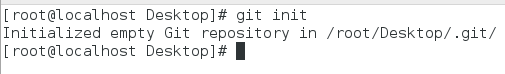 [root@localhost Desktop]# git init
Initialized empty Git repository in /root/Desktop/.git/
[root@localhost Desktop]#